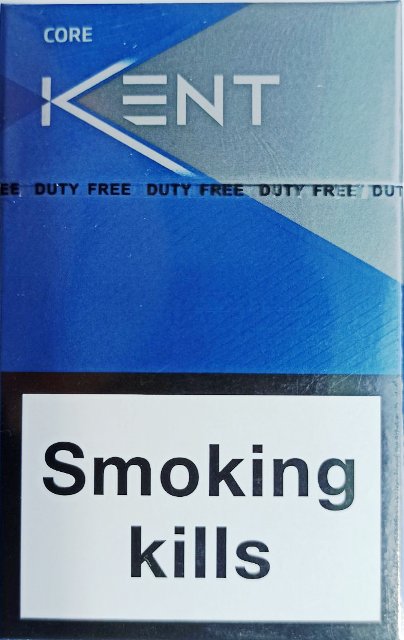 CORE
KENT
DUTY FREE DUTY FREE DUTY FREE
Smoking
kills